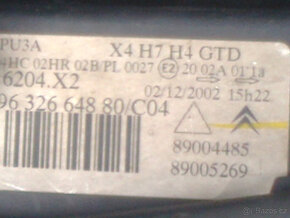 PU3A X4 H7 H4 GTD
4HC 02HR 02B/PL 0027 E2 20 02A 01 1a
6204.X2
02/12/2002 15h22
96 326 648 80/C04
89004485
89005269